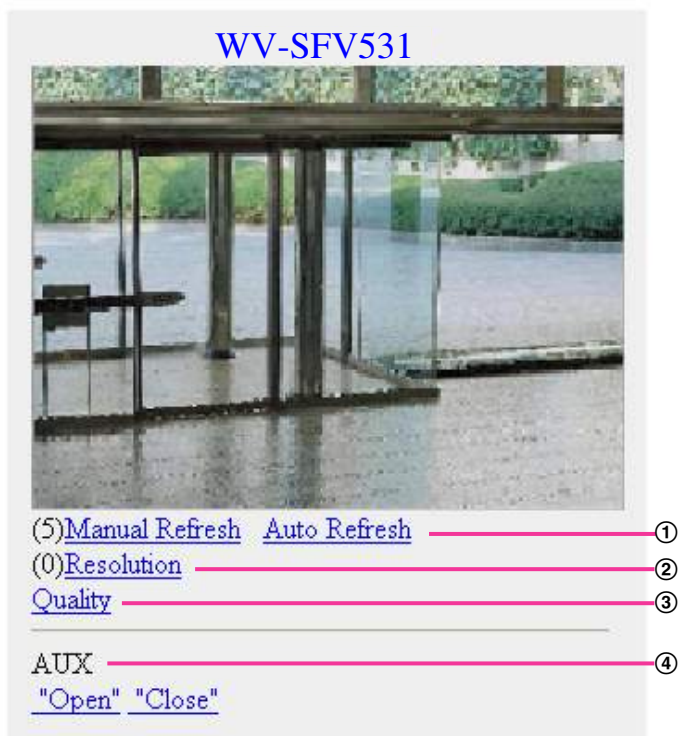 WV-SFV531
(5)Manual Refresh Auto Refresh ①
(0)Resolution ②
Quality ③
AUX ④
"Open" "Close"